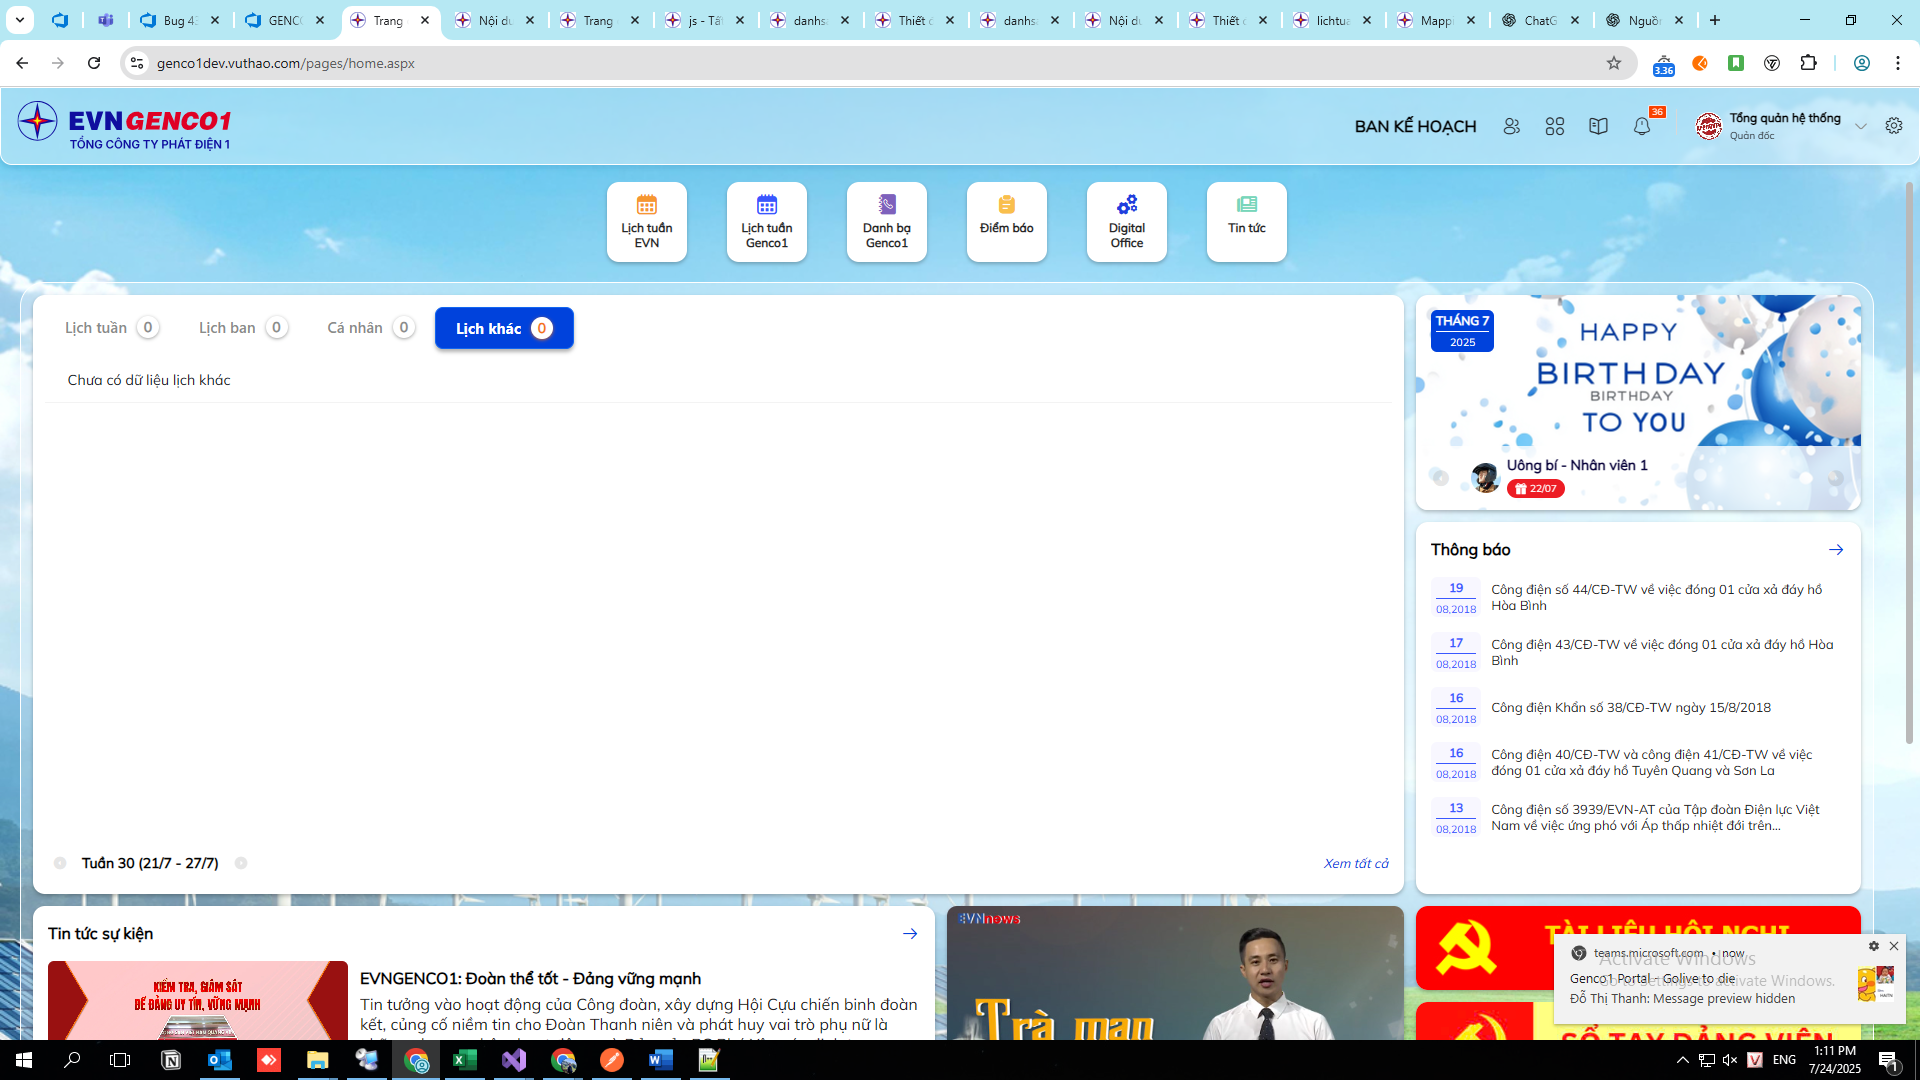 Bug 43
GENCO
Trang
Nội du
Trang
js - Tất
danhsa
Thiết
danhsa
Nội du
Thiết
lichtua
Mappi
ChatG
Nguồn
genco1dev.vuthao.com/pages/home.aspx
3.36
EVNGENCO1
TỔNG CÔNG TY PHÁT ĐIỆN 1
BAN KẾ HOẠCH
36
Tổng quản hệ thống
Quản đốc
Lịch tuần
EVN
Lịch tuần
Genco1
Danh bạ
Genco1
Điểm báo
Digital
Office
Tin tức
Lịch tuần 0
Lịch ban 0
Cá nhân 0
Lịch khác 0
Chưa có dữ liệu lịch khác
Tuần 30 (21/7 - 27/7)
Xem tất cả
THÁNG 7
2025
HAPPY
BIRTHDAY
BIRTHDAY
TO YOU
Uông bí - Nhân viên 1
22/07
Thông báo
19
08,2018
Công điện số 44/CĐ-TW về việc đóng 01 cửa xả đáy hồ
Hòa Bình
17
08,2018
Công điện 43/CĐ-TW về việc đóng 01 cửa xả đáy hồ Hòa
Bình
16
08,2018
Công điện Khẩn số 38/CĐ-TW ngày 15/8/2018
16
08,2018
Công điện 40/CĐ-TW và công điện 41/CĐ-TW về việc
đóng 01 cửa xả đáy hồ Tuyên Quang và Sơn La
13
08,2018
Công điện số 3939/EVN-AT của Tập đoàn Điện lực Việt
Nam về việc ứng phó với Áp thấp nhiệt đới trên...
Tin tức sự kiện
KIỂM TRA, GIÁM SÁT
ĐỂ ĐẢNG UY TÍN, VỮNG MẠNH
EVNGENCO1: Đoàn thể tốt - Đảng vững mạnh
Tin tưởng vào hoạt động của Công đoàn, xây dựng Hội Cựu chiến binh đoàn
kết, củng cố niềm tin cho Đoàn Thanh niên và phát huy vai trò phụ nữ là
EVNnews
Trà mạn
TÀI LIỆU HỘI NGHỊ
SỔ TAY ĐẢNG VIÊN
teams.microsoft.com • now
Genco1 Portal - Golive to die
Đỗ Thị Thanh: Message preview hidden
Activate Windows
Go to Settings to activate Windows.
ENG
1:11 PM
7/24/2025
1